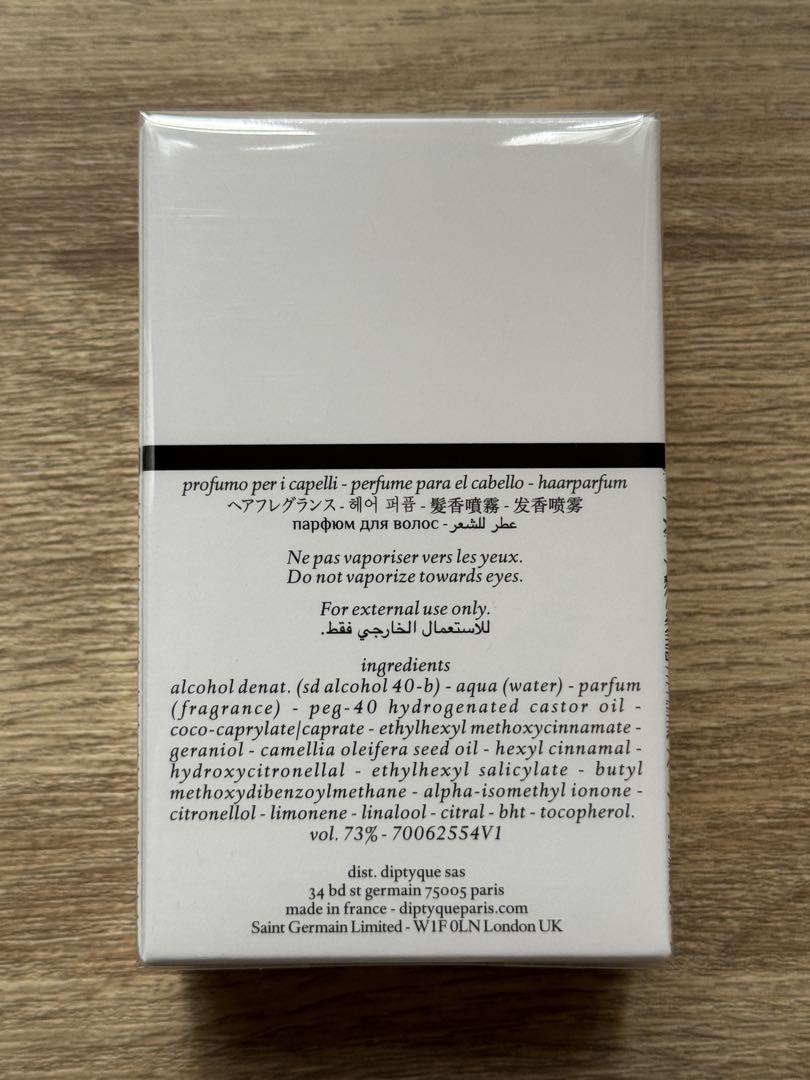 profumo per i capelli - perfume para el cabello - haarparfum
ヘアフレグランス - 헤어 퍼퓸 - 髮香噴霧 - 发香喷雾
парфюм для волос - عطر للشعر
Ne pas vaporiser vers les yeux.
Do not vaporize towards eyes.
For external use only.
للاستعمال الخارجي فقط.
ingredients
alcohol denat. (sd alcohol 40-b) - aqua (water) - parfum
(fragrance) - peg-40 hydrogenated castor oil -
coco-caprylate|caprate - ethylhexyl methoxycinnamate -
geraniol - camellia oleifera seed oil - hexyl cinnamal -
hydroxycitronellal - ethylhexyl salicylate - butyl
methoxydibenzoylmethane - alpha-isomethyl ionone -
citronellol - limonene - linalool - citral - bht - tocopherol.
vol. 73% - 70062554V1
dist. diptyque sas
34 bd st germain 75005 paris
made in france - diptyqueparis.com
Saint Germain Limited - W1F 0LN London UK